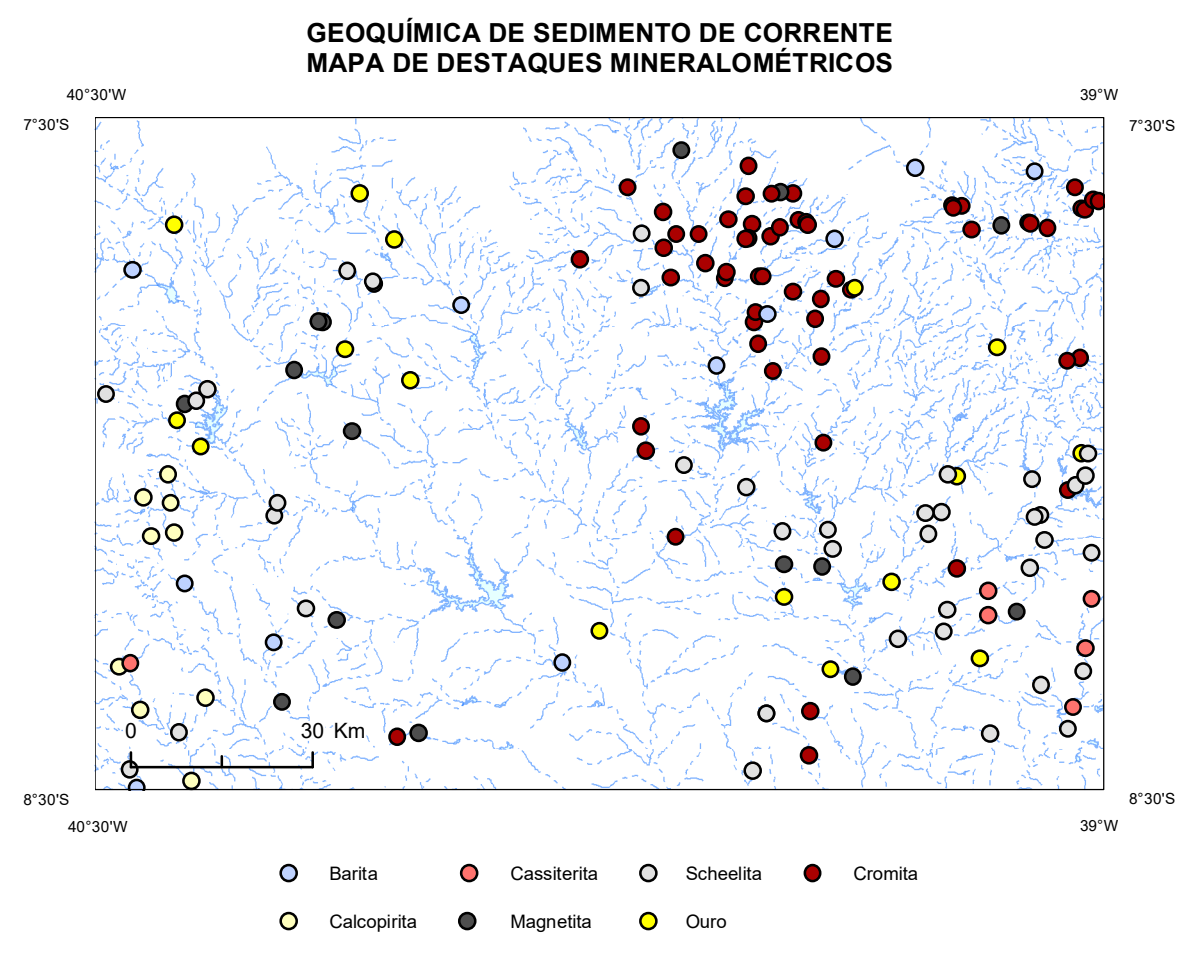 GEOQUÍMICA DE SEDIMENTO DE CORRENTE
MAPA DE DESTAQUES MINERALOMÉTRICOS
40°30'W 39°W
7°30'S 7°30'S
0 30 Km
8°30'S 8°30'S
40°30'W 39°W
Barita Cassiterita Scheelita Cromita
Calcopirita Magnetita Ouro